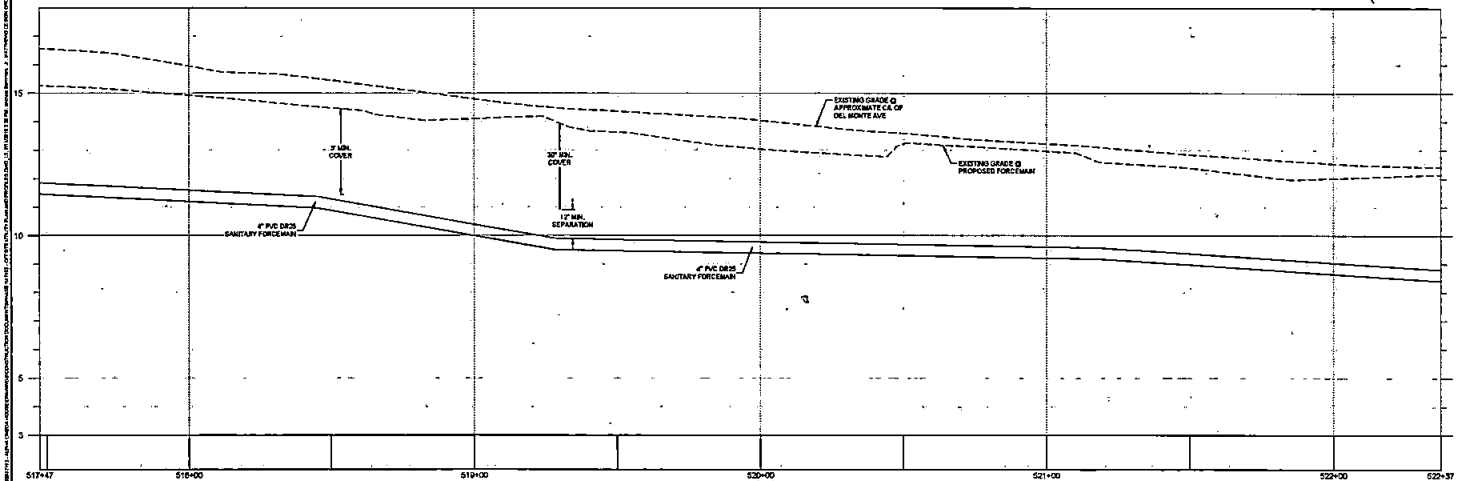 15
10
5
3
EXISTING GRADE @
APPROXIMATE C/L OF
DEL MONTE AVE
3' MIN.
COVER
30" MIN.
COVER
EXISTING GRADE @
PROPOSED FORCEMAIN
12" MIN.
SEPARATION
4" PVC DR25
SANITARY FORCEMAIN
4" PVC DR25
SANITARY FORCEMAIN
517+47
518+00
519+00
520+00
521+00
522+00
522+37